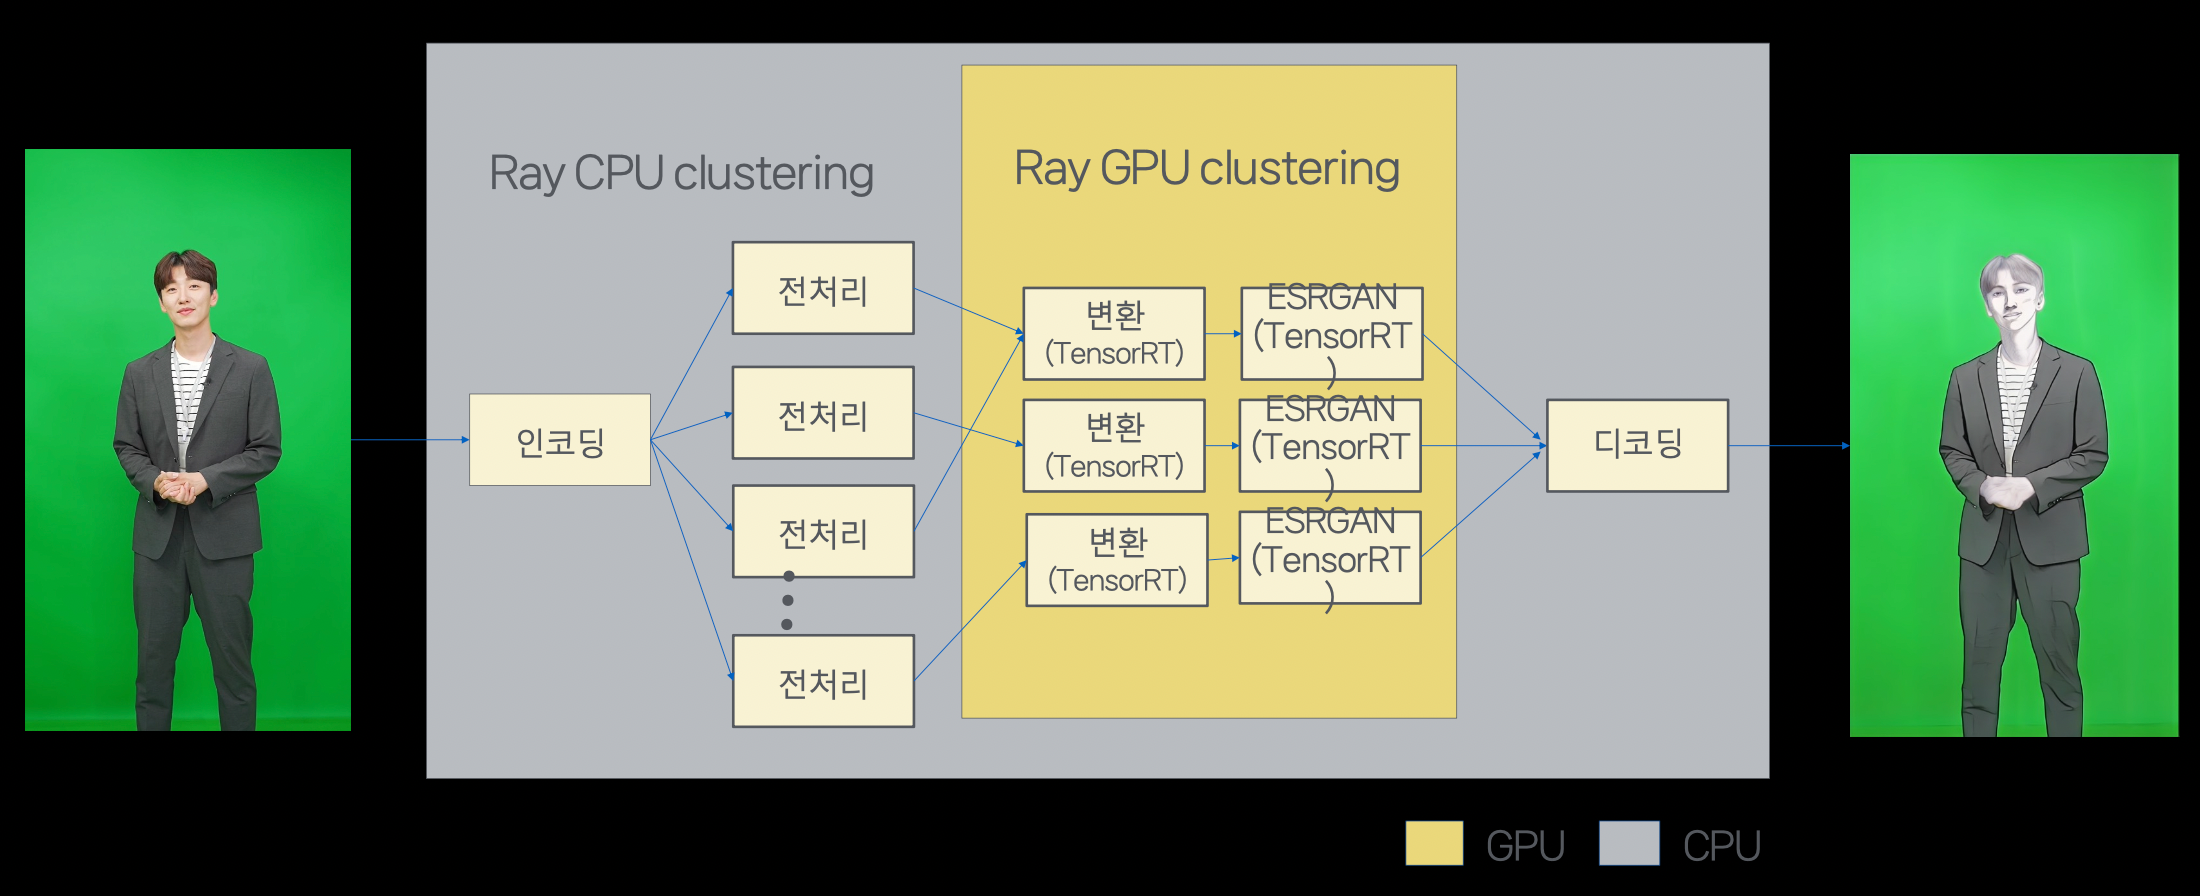 Ray CPU clustering
Ray GPU clustering
인코딩
전처리
전처리
전처리
전처리
변환
(TensorRT)
변환
(TensorRT)
변환
(TensorRT)
ESRGAN
(TensorRT
)
ESRGAN
(TensorRT
)
ESRGAN
(TensorRT
)
디코딩
GPU
CPU